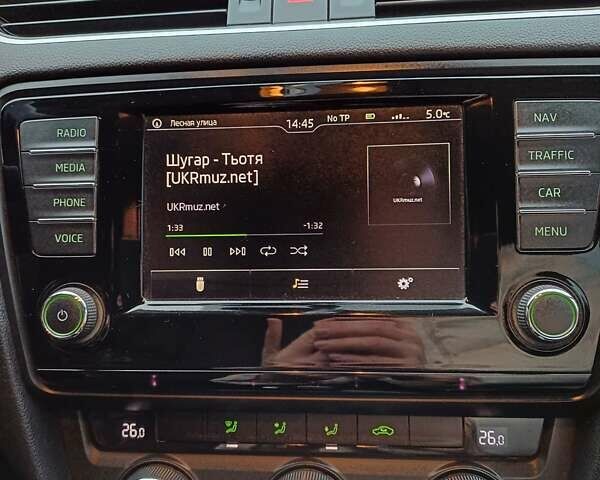 RADIO
MEDIA
PHONE
VOICE
Лесная улица 14:45 No TP 5.0°C
Шугар - Тьотя
[UKRmuz.net]
UKRmuz.net
1:33 -1:32
UKRmuz.net
NAV
TRAFFIC
CAR
MENU
26.0
26.0